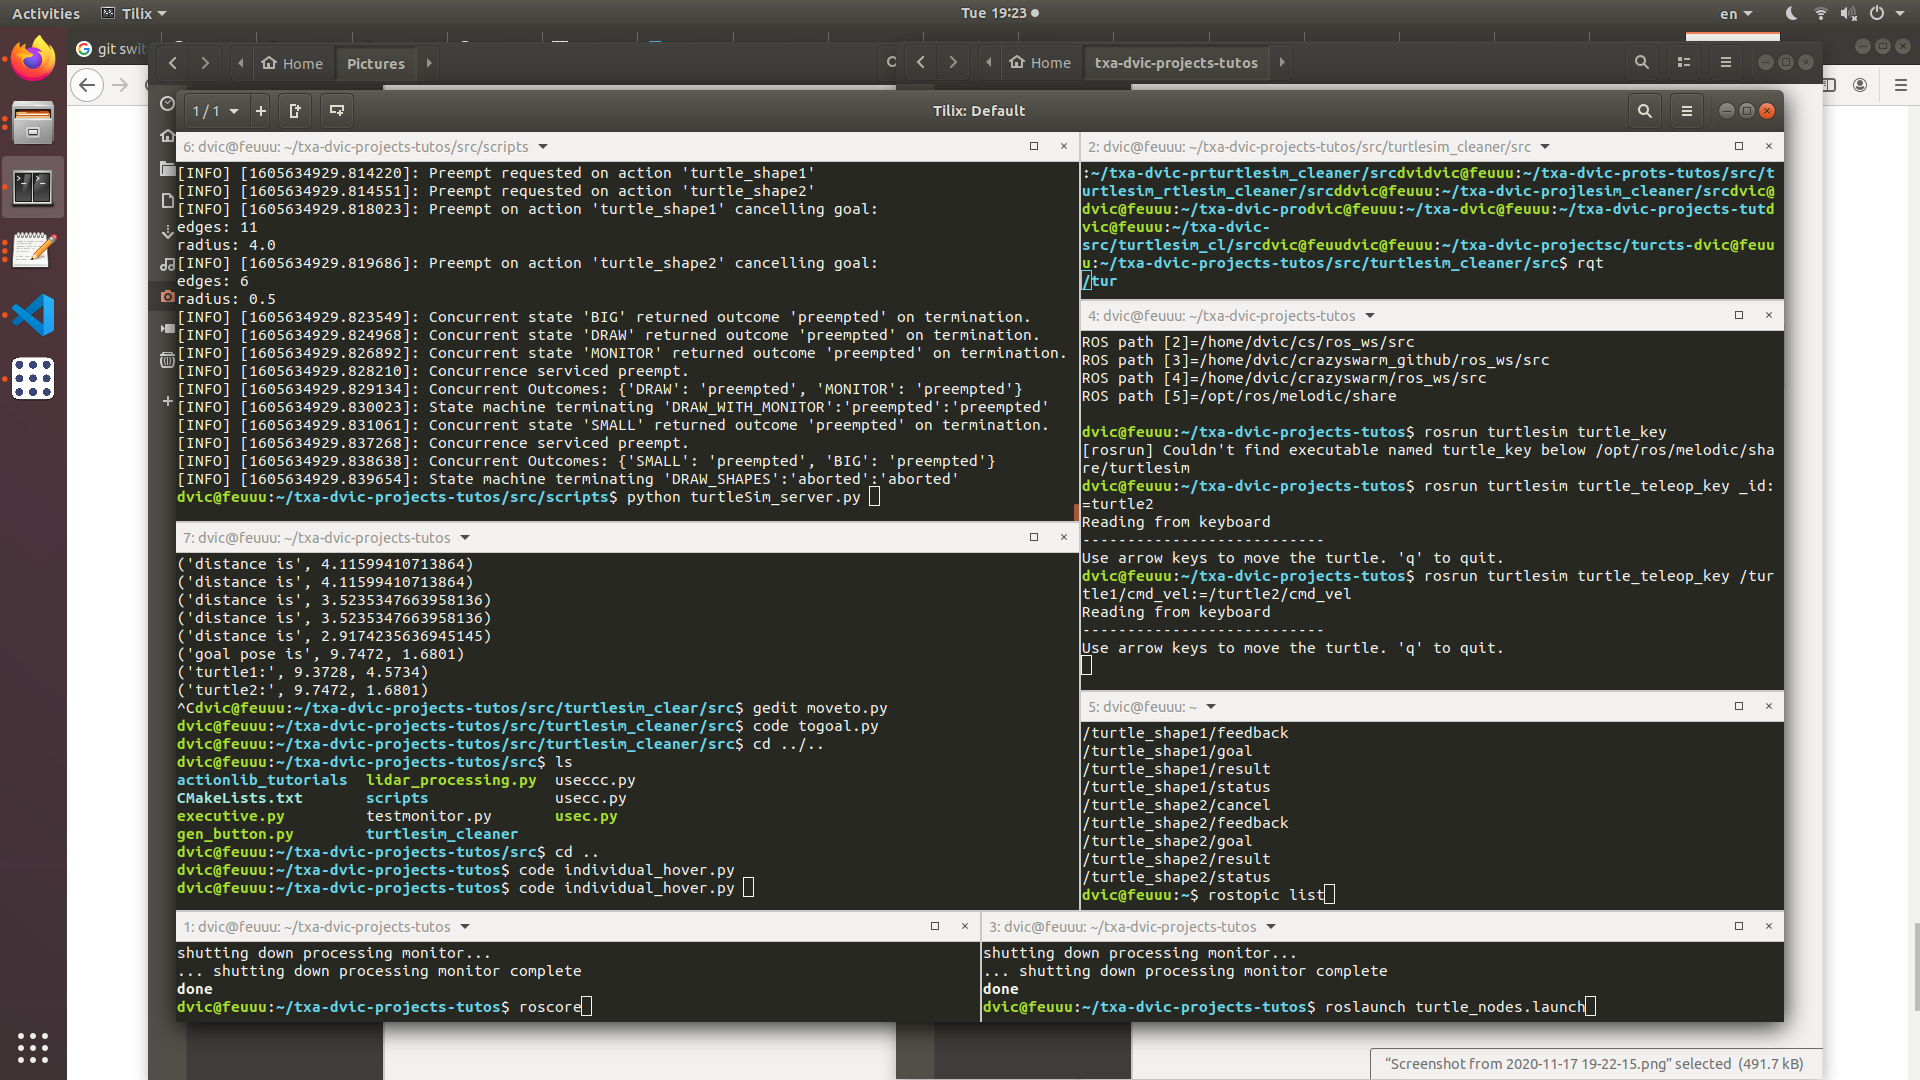 Activities
Tilix
Tue 19:23
en
git swit
Home
Pictures
Home
txa-dvic-projects-tutos
1 / 1
Tilix: Default
6: dvic@feuuu: ~/txa-dvic-projects-tutos/src/scripts
[INFO] [1605634929.814220]: Preempt requested on action 'turtle_shape1'
[INFO] [1605634929.814551]: Preempt requested on action 'turtle_shape2'
[INFO] [1605634929.818023]: Preempt on action 'turtle_shape1' cancelling goal:
edges: 11
radius: 4.0
[INFO] [1605634929.819686]: Preempt on action 'turtle_shape2' cancelling goal:
edges: 6
radius: 0.5
[INFO] [1605634929.823549]: Concurrent state 'BIG' returned outcome 'preempted' on termination.
[INFO] [1605634929.824968]: Concurrent state 'DRAW' returned outcome 'preempted' on termination.
[INFO] [1605634929.826892]: Concurrent state 'MONITOR' returned outcome 'preempted' on termination.
[INFO] [1605634929.828210]: Concurrence serviced preempt.
[INFO] [1605634929.829134]: Concurrent Outcomes: {'DRAW': 'preempted', 'MONITOR': 'preempted'}
[INFO] [1605634929.830023]: State machine terminating 'DRAW_WITH_MONITOR':'preempted':'preempted'
[INFO] [1605634929.831061]: Concurrent state 'SMALL' returned outcome 'preempted' on termination.
[INFO] [1605634929.837268]: Concurrence serviced preempt.
[INFO] [1605634929.838638]: Concurrent Outcomes: {'SMALL': 'preempted', 'BIG': 'preempted'}
[INFO] [1605634929.839654]: State machine terminating 'DRAW_SHAPES':'aborted':'aborted'
dvic@feuuu:~/txa-dvic-projects-tutos/src/scripts$ python turtleSim_server.py
2: dvic@feuuu: ~/txa-dvic-projects-tutos/src/turtlesim_cleaner/src
:~/txa-dvic-prturtlesim_cleaner/srcdvidvic@feuuu:~/txa-dvic-prots-tutos/src/t
urtlesim_rtlesim_cleaner/srcddvic@feuuu:~/txa-dvic-projlesim_cleaner/srcdvic@
dvic@feuuu:~/txa-dvic-prodvic@feuuu:~/txa-dvic@feuuu:~/txa-dvic-projects-tutd
vic@feuuu:~/txa-dvic-
src/turtlesim_cl/srcdvic@feuudvic@feuuu:~/txa-dvic-projectsc/turcts-dvic@feuu
u:~/txa-dvic-projects-tutos/src/turtlesim_cleaner/src$ rqt
/tur
4: dvic@feuuu: ~/txa-dvic-projects-tutos
ROS path [2]=/home/dvic/cs/ros_ws/src
ROS path [3]=/home/dvic/crazyswarm_github/ros_ws/src
ROS path [4]=/home/dvic/crazyswarm/ros_ws/src
ROS path [5]=/opt/ros/melodic/share
dvic@feuuu:~/txa-dvic-projects-tutos$ rosrun turtlesim turtle_key
[rosrun] Couldn't find executable named turtle_key below /opt/ros/melodic/sha
re/turtlesim
dvic@feuuu:~/txa-dvic-projects-tutos$ rosrun turtlesim turtle_teleop_key _id:
=turtle2
Reading from keyboard
---------------------------
Use arrow keys to move the turtle. 'q' to quit.
dvic@feuuu:~/txa-dvic-projects-tutos$ rosrun turtlesim turtle_teleop_key /tur
tle1/cmd_vel:=/turtle2/cmd_vel
Reading from keyboard
---------------------------
Use arrow keys to move the turtle. 'q' to quit.
7: dvic@feuuu: ~/txa-dvic-projects-tutos
('distance is', 4.11599410713864)
('distance is', 4.11599410713864)
('distance is', 3.5235347663958136)
('distance is', 3.5235347663958136)
('distance is', 2.9174235636945145)
('goal pose is', 9.7472, 1.6801)
('turtle1:', 9.3728, 4.5734)
('turtle2:', 9.7472, 1.6801)
^Cdvic@feuuu:~/txa-dvic-projects-tutos/src/turtlesim_clear/src$ gedit moveto.py
dvic@feuuu:~/txa-dvic-projects-tutos/src/turtlesim_cleaner/src$ code togoal.py
dvic@feuuu:~/txa-dvic-projects-tutos/src/turtlesim_cleaner/src$ cd ../..
dvic@feuuu:~/txa-dvic-projects-tutos/src$ ls
actionlib_tutorials lidar_processing.py useccc.py
CMakeLists.txt scripts usecc.py
executive.py testmonitor.py usec.py
gen_button.py turtlesim_cleaner
dvic@feuuu:~/txa-dvic-projects-tutos/src$ cd ..
dvic@feuuu:~/txa-dvic-projects-tutos$ code individual_hover.py
dvic@feuuu:~/txa-dvic-projects-tutos$ code individual_hover.py
5: dvic@feuuu: ~
/turtle_shape1/feedback
/turtle_shape1/goal
/turtle_shape1/result
/turtle_shape1/status
/turtle_shape2/cancel
/turtle_shape2/feedback
/turtle_shape2/goal
/turtle_shape2/result
/turtle_shape2/status
dvic@feuuu:~$ rostopic list
1: dvic@feuuu: ~/txa-dvic-projects-tutos
shutting down processing monitor...
... shutting down processing monitor complete
done
dvic@feuuu:~/txa-dvic-projects-tutos$ roscore
3: dvic@feuuu: ~/txa-dvic-projects-tutos
shutting down processing monitor...
... shutting down processing monitor complete
done
dvic@feuuu:~/txa-dvic-projects-tutos$ roslaunch turtle_nodes.launch
“Screenshot from 2020-11-17 19-22-15.png” selected (491.7 kB)